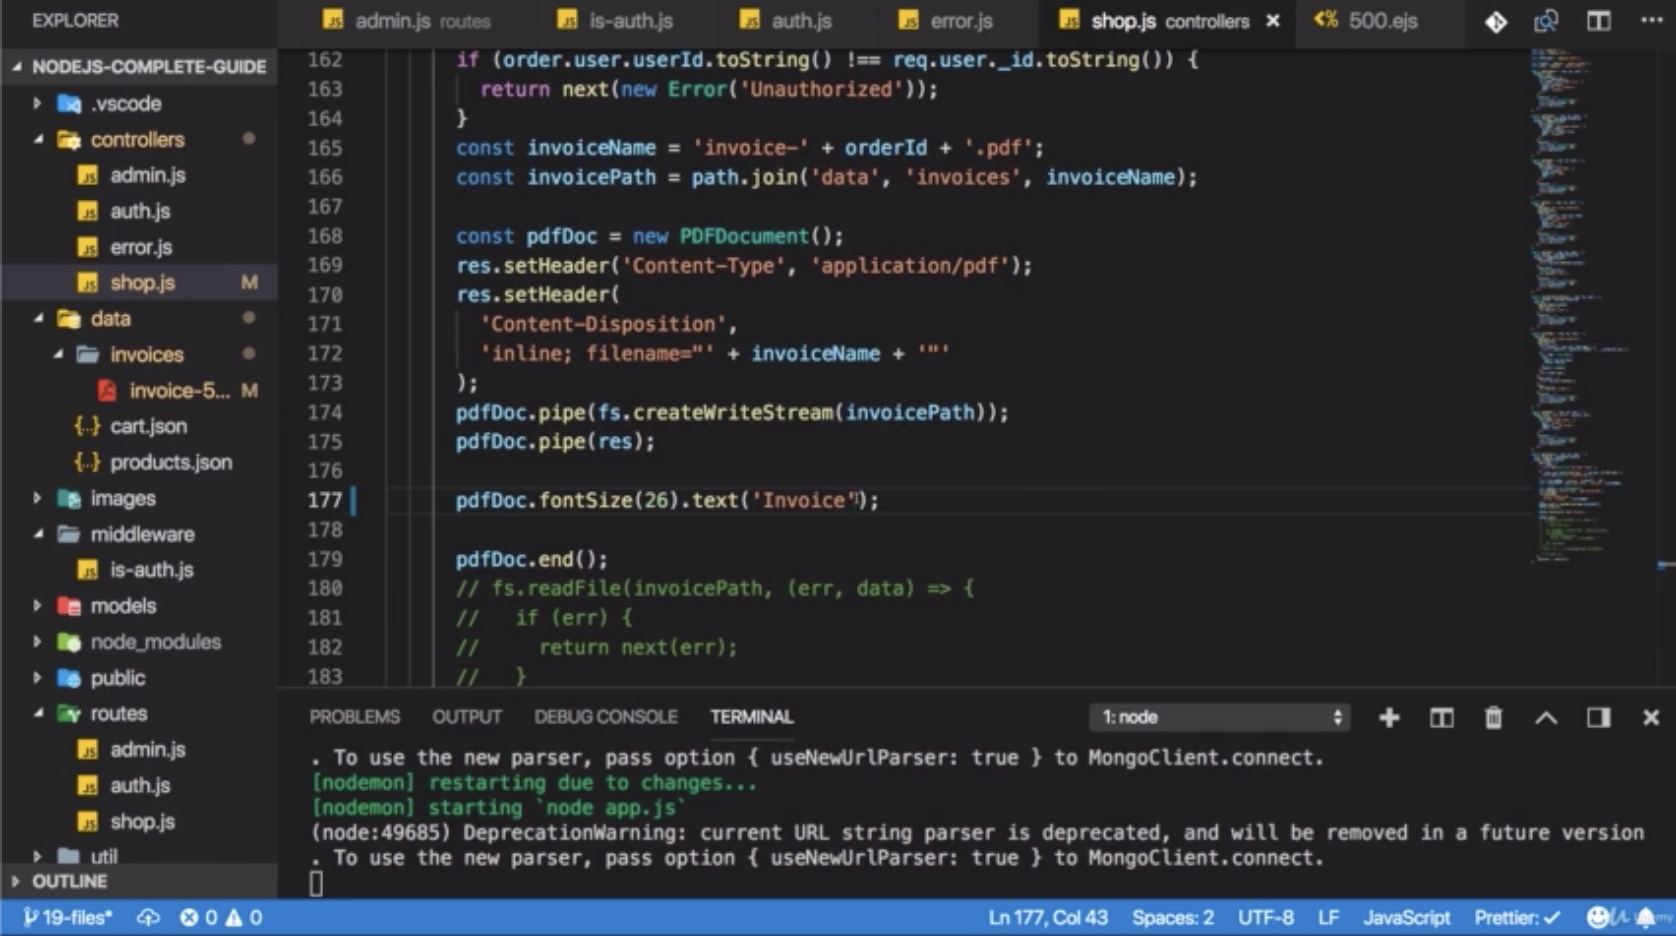 EXPLORER
admin.js routes
is-auth.js
auth.js
error.js
shop.js controllers
500.ejs
NODEJS-COMPLETE-GUIDE
.vscode
controllers
admin.js
auth.js
error.js
shop.js M
data
invoices
invoice-5... M
cart.json
products.json
images
middleware
is-auth.js
models
node_modules
public
routes
admin.js
auth.js
shop.js
util
OUTLINE
162 if (order.user.userId.toString() !== req.user._id.toString()) {
163 return next(new Error('Unauthorized'));
164 }
165 const invoiceName = 'invoice-' + orderId + '.pdf';
166 const invoicePath = path.join('data', 'invoices', invoiceName);
167
168 const pdfDoc = new PDFDocument();
169 res.setHeader('Content-Type', 'application/pdf');
170 res.setHeader(
171 'Content-Disposition',
172 'inline; filename="' + invoiceName + '"'
173 );
174 pdfDoc.pipe(fs.createWriteStream(invoicePath));
175 pdfDoc.pipe(res);
176
177 pdfDoc.fontSize(26).text('Invoice');
178
179 pdfDoc.end();
180 // fs.readFile(invoicePath, (err, data) => {
181 // if (err) {
182 // return next(err);
183 // }
PROBLEMS OUTPUT DEBUG CONSOLE TERMINAL 1: node
. To use the new parser, pass option { useNewUrlParser: true } to MongoClient.connect.
[nodemon] restarting due to changes...
[nodemon] starting `node app.js`
(node:49685) DeprecationWarning: current URL string parser is deprecated, and will be removed in a future version
. To use the new parser, pass option { useNewUrlParser: true } to MongoClient.connect.
19-files* 0 0 Ln 177, Col 43 Spaces: 2 UTF-8 LF JavaScript Prettier: ✓